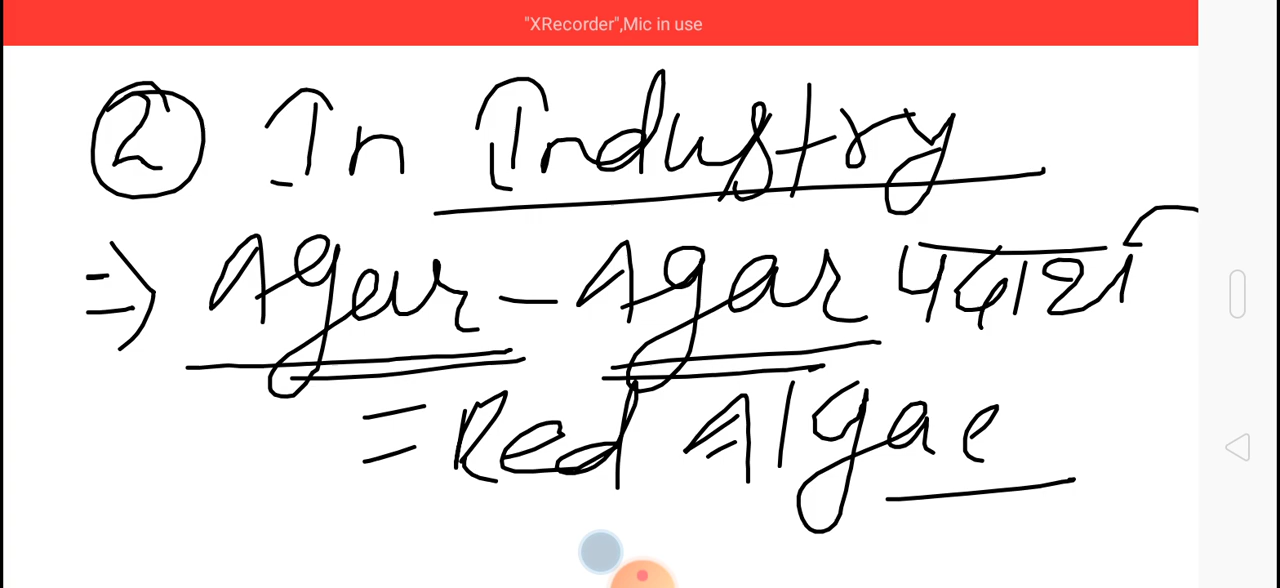 "XRecorder",Mic in use
2 In Industry
⇒ Agar - Agar पदार्थ
= Red Algae